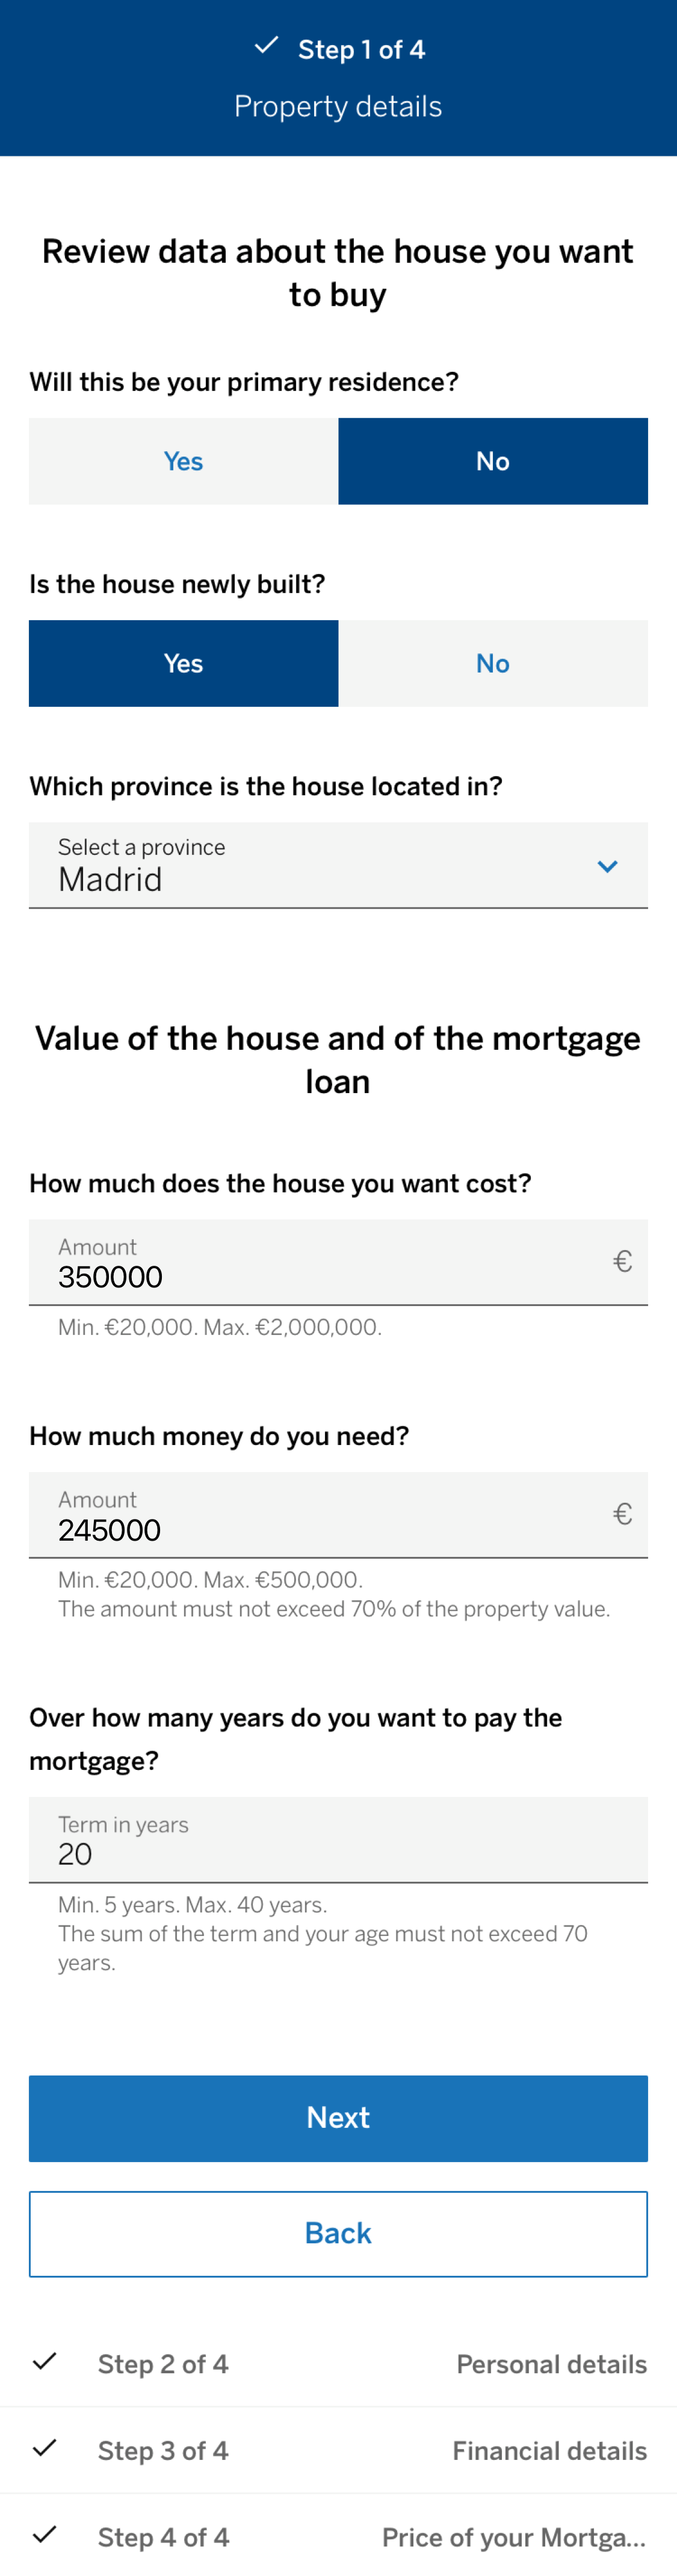 Step 1 of 4
Property details
Review data about the house you want
to buy
Will this be your primary residence?
Yes No
Is the house newly built?
Yes No
Which province is the house located in?
Select a province
Madrid
Value of the house and of the mortgage
loan
How much does the house you want cost?
Amount
350000 €
Min. €20,000. Max. €2,000,000.
How much money do you need?
Amount
245000 €
Min. €20,000. Max. €500,000.
The amount must not exceed 70% of the property value.
Over how many years do you want to pay the
mortgage?
Term in years
20
Min. 5 years. Max. 40 years.
The sum of the term and your age must not exceed 70
years.
Next
Back
Step 2 of 4 Personal details
Step 3 of 4 Financial details
Step 4 of 4 Price of your Mortga...